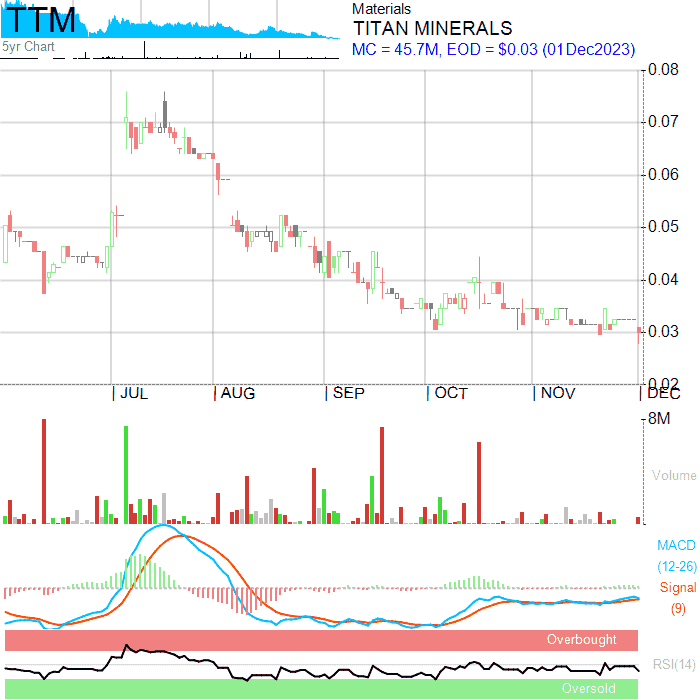 TTM
5yr Chart
Materials
TITAN MINERALS
MC = 45.7M, EOD = $0.03 (01Dec2023)
0.08
0.07
0.06
0.05
0.04
0.03
0.02
JUL AUG SEP OCT NOV DEC
8M
Volume
MACD
(12-26)
Signal
(9)
Overbought
RSI(14)
Oversold